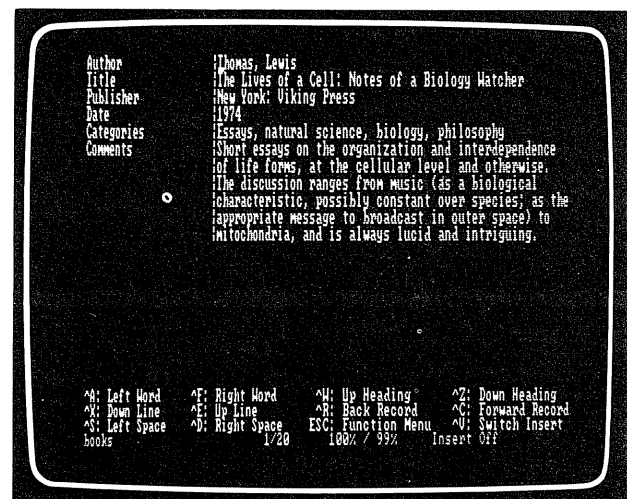 Author |Thomas, Lewis
Title |The Lives of a Cell: Notes of a Biology Watcher
Publisher |New York: Viking Press
Date |1974
Categories |Essays, natural science, biology, philosophy
Comments |Short essays on the organization and interdependence
|of life forms, at the cellular level and otherwise.
|The discussion ranges from music (as a biological
|characteristic, possibly constant over species; as the
|appropriate message to broadcast in outer space) to
|mitochondria, and is always lucid and intriguing.
^A: Left Word ^F: Right Word ^W: Up Heading ^Z: Down Heading
^X: Down Line ^E: Up Line ^R: Back Record ^C: Forward Record
^S: Left Space ^D: Right Space ESC: Function Menu ^V: Switch Insert
books 1/20 100% / 99% Insert Off